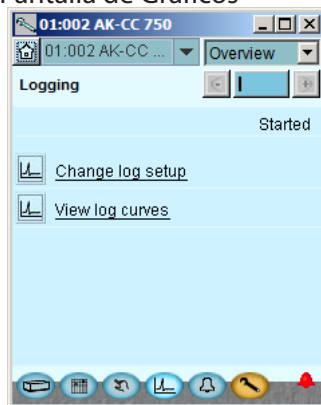 Pantalla de Gráficos
01:002 AK-CC 750
01:002 AK-CC ... Overview
Logging
Started
Change log setup
View log curves